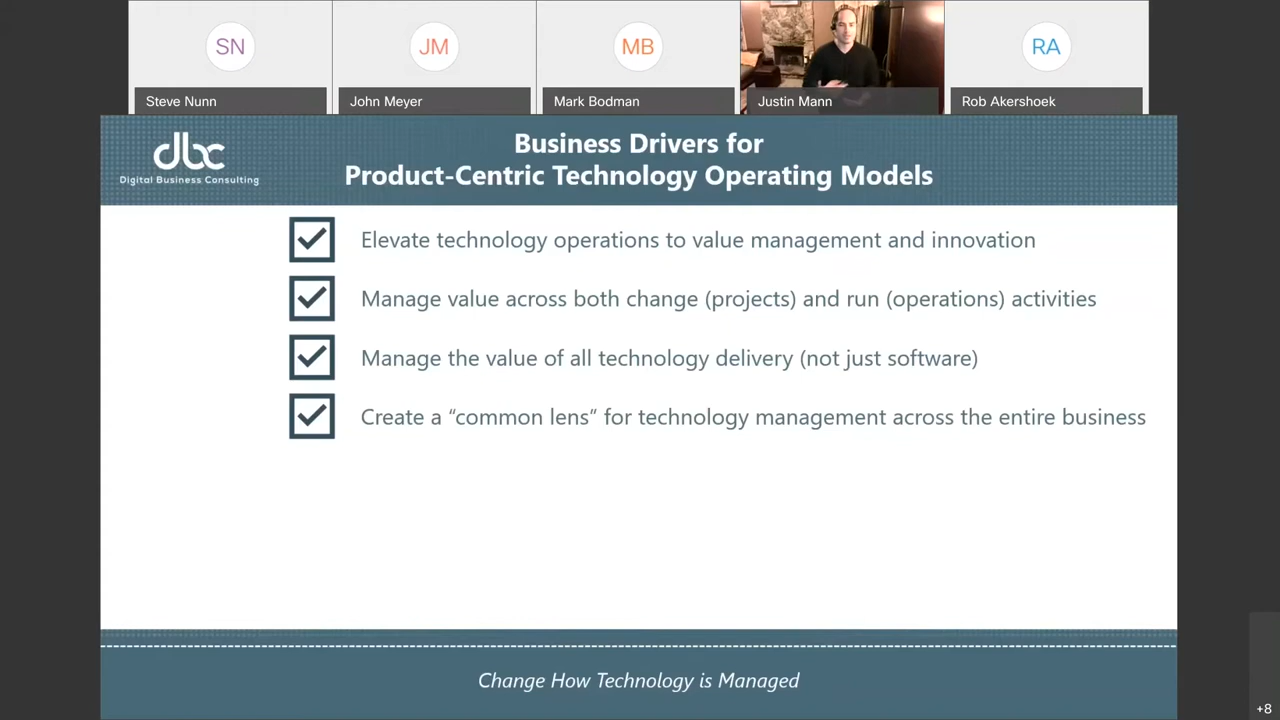 SN
JM
MB
RA
Steve Nunn
John Meyer
Mark Bodman
Justin Mann
Rob Akershoek
dbc
Digital Business Consulting
Business Drivers for
Product-Centric Technology Operating Models
Elevate technology operations to value management and innovation
Manage value across both change (projects) and run (operations) activities
Manage the value of all technology delivery (not just software)
Create a “common lens” for technology management across the entire business
Change How Technology is Managed
+8